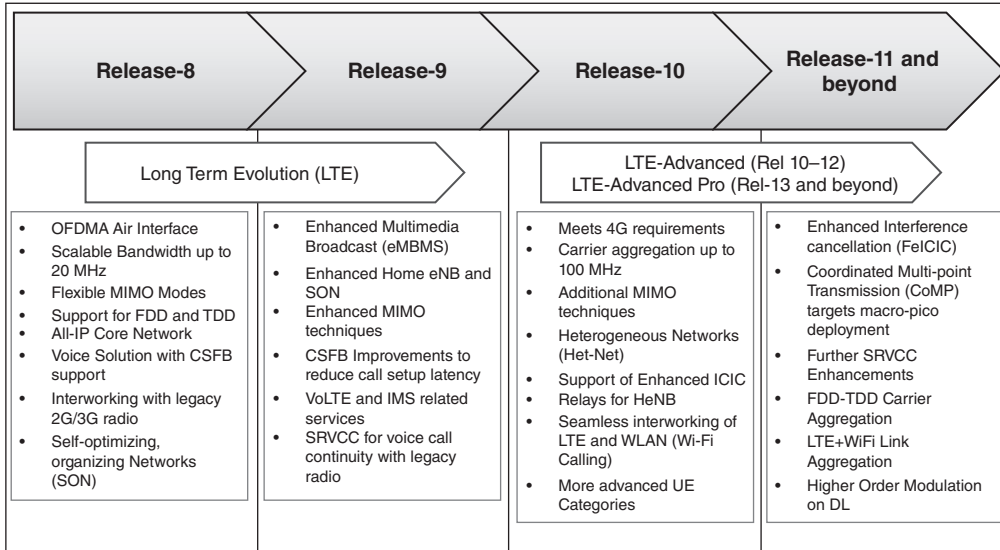 Release-8
Release-9
Release-10
Release-11 and
beyond
Long Term Evolution (LTE)
LTE-Advanced (Rel 10–12)
LTE-Advanced Pro (Rel-13 and beyond)
• OFDMA Air Interface
• Scalable Bandwidth up to
20 MHz
• Flexible MIMO Modes
• Support for FDD and TDD
• All-IP Core Network
• Voice Solution with CSFB
support
• Interworking with legacy
2G/3G radio
• Self-optimizing,
organizing Networks
(SON)
• Enhanced Multimedia
Broadcast (eMBMS)
• Enhanced Home eNB and
SON
• Enhanced MIMO
techniques
• CSFB Improvements to
reduce call setup latency
• VoLTE and IMS related
services
• SRVCC for voice call
continuity with legacy
radio
• Meets 4G requirements
• Carrier aggregation up to
100 MHz
• Additional MIMO
techniques
• Heterogeneous Networks
(Het-Net)
• Support of Enhanced ICIC
• Relays for HeNB
• Seamless interworking of
LTE and WLAN (Wi-Fi
Calling)
• More advanced UE
Categories
• Enhanced Interference
cancellation (FeICIC)
• Coordinated Multi-point
Transmission (CoMP)
targets macro-pico
deployment
• Further SRVCC
Enhancements
• FDD-TDD Carrier
Aggregation
• LTE+WiFi Link
Aggregation
• Higher Order Modulation
on DL